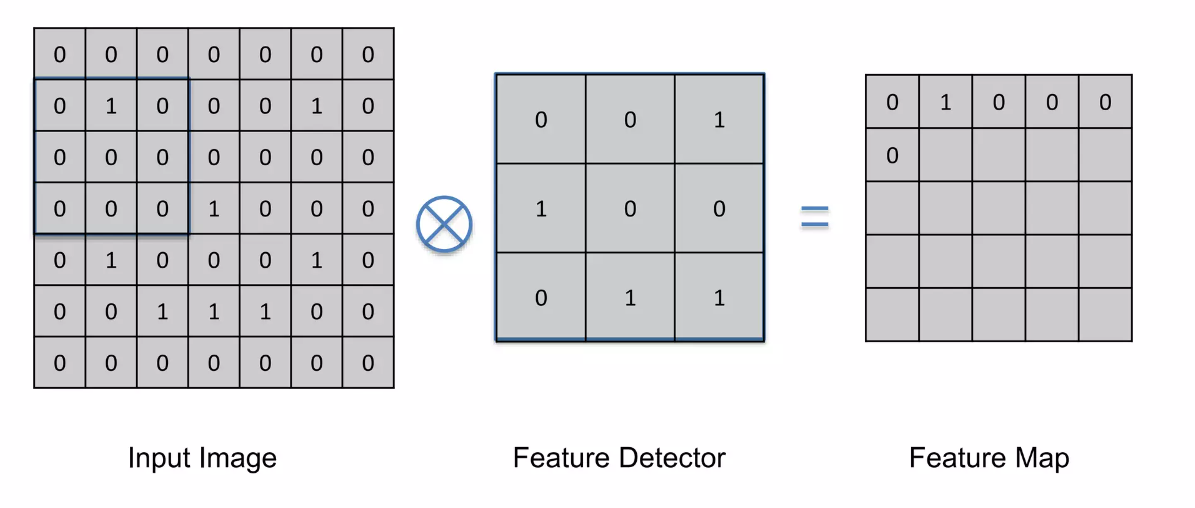 0 0 0 0 0 0 0
0 1 0 0 0 1 0
0 0 0 0 0 0 0
0 0 0 1 0 0 0
0 1 0 0 0 1 0
0 0 1 1 1 0 0
0 0 0 0 0 0 0
0 0 1
1 0 0
0 1 1
=
0 1 0 0 0
0
Input Image
Feature Detector
Feature Map